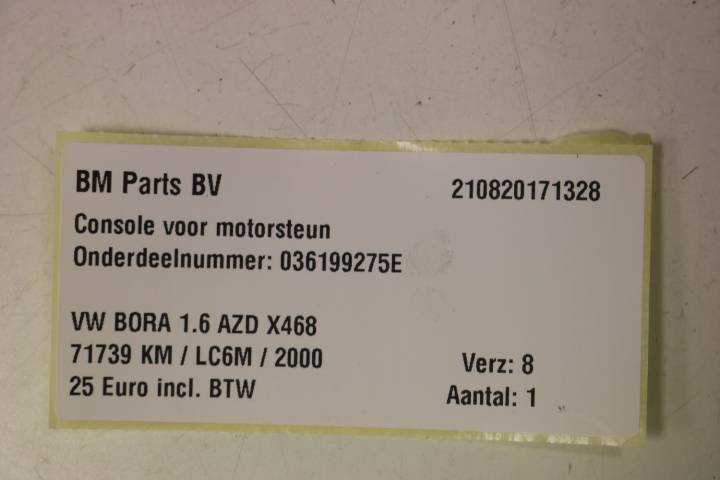 BM Parts BV 210820171328
Console voor motorsteun
Onderdeelnummer: 036199275E
VW BORA 1.6 AZD X468
71739 KM / LC6M / 2000 Verz: 8
25 Euro incl. BTW Aantal: 1